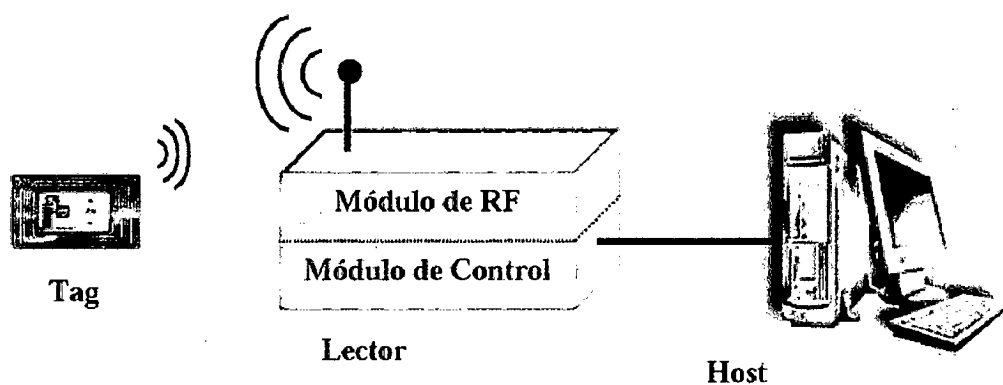 Módulo de RF
Módulo de Control
Tag
Lector
Host